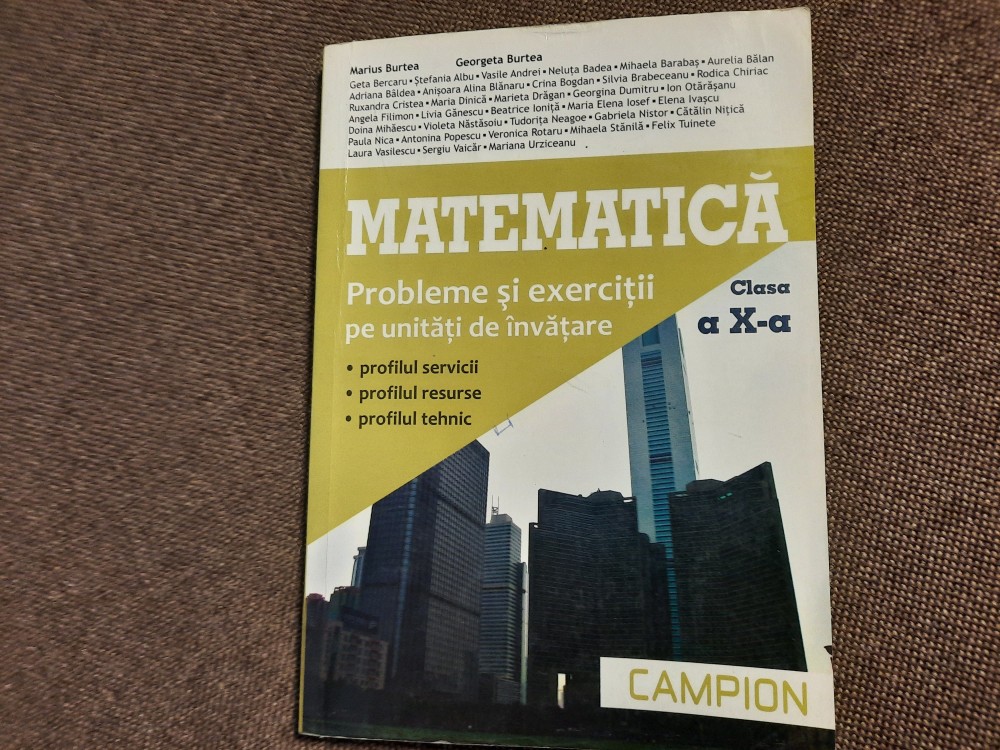 Marius Burtea Georgeta Burtea
Geta Bercaru • Ștefania Albu • Vasile Andrei • Neluța Badea • Mihaela Barabaș • Aurelia Bălan
Adriana Bâldea • Anișoara Alina Blănaru • Crina Bogdan • Silvia Brabeceanu • Rodica Chiriac
Ruxandra Cristea • Maria Dinică • Marieta Drăgan • Georgina Dumitru • Ion Otărășanu
Angela Filimon • Livia Gănescu • Beatrice Ioniță • Maria Elena Iosef • Elena Ivașcu
Doina Mihăescu • Violeta Năstăsoiu • Tudorița Neagoe • Gabriela Nistor • Cătălin Nițică
Paula Nica • Antonina Popescu • Veronica Rotaru • Mihaela Stănilă • Felix Tuinete
Laura Vasilescu • Sergiu Vaicăr • Mariana Urziceanu
MATEMATICĂ
Probleme și exerciții
pe unități de învățare
Clasa
a X-a
• profilul servicii
• profilul resurse
• profilul tehnic
CAMPION